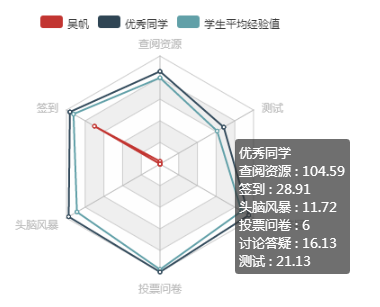 吴帆 优秀同学 学生平均经验值
查阅资源
签到
测试
优秀同学
查阅资源 : 104.59
签到 : 28.91
头脑风暴 : 11.72
投票问卷 : 6
讨论答疑 : 16.13
测试 : 21.13
头脑风暴
投票问卷